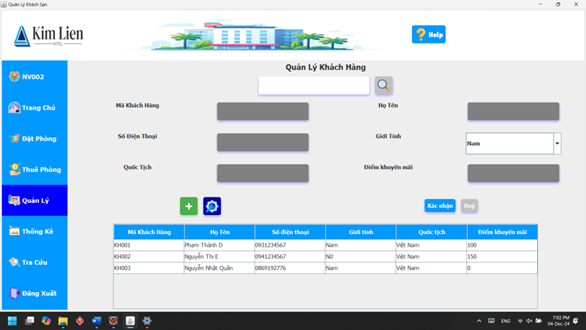 Quản Lý Khách Sạn
Kim Lien
HOTEL
Help
NV002
Trang Chủ
Đặt Phòng
Thuê Phòng
Quản Lý
Thống Kê
Tra Cứu
Đăng Xuất
Quản Lý Khách Hàng
Mã Khách Hàng
Họ Tên
Số Điện Thoại
Giới Tính
Nam
Quốc Tịch
Điểm khuyến mãi
Xác nhận
Huỷ
Mã Khách Hàng Họ Tên Số điện thoại Giới tính Quốc tịch Điểm khuyến mãi
KH001 Phạm Thành D 0931234567 Nam Việt Nam 100
KH002 Nguyễn Thị E 0941234567 Nữ Việt Nam 150
KH003 Nguyễn Nhật Quân 0869192776 Nam Việt Nam 0
ENG
7:02 PM
04-Dec-24